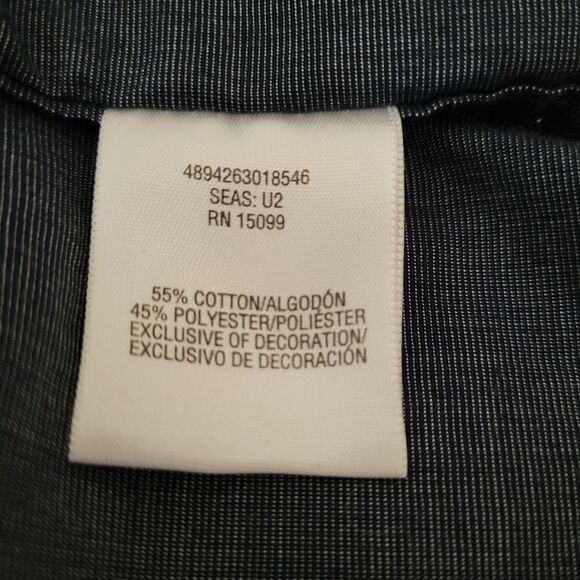 4894263018546
SEAS: U2
RN 15099
55% COTTON/ALGODÓN
45% POLYESTER/POLIÉSTER
EXCLUSIVE OF DECORATION/
EXCLUSIVO DE DECORACIÓN